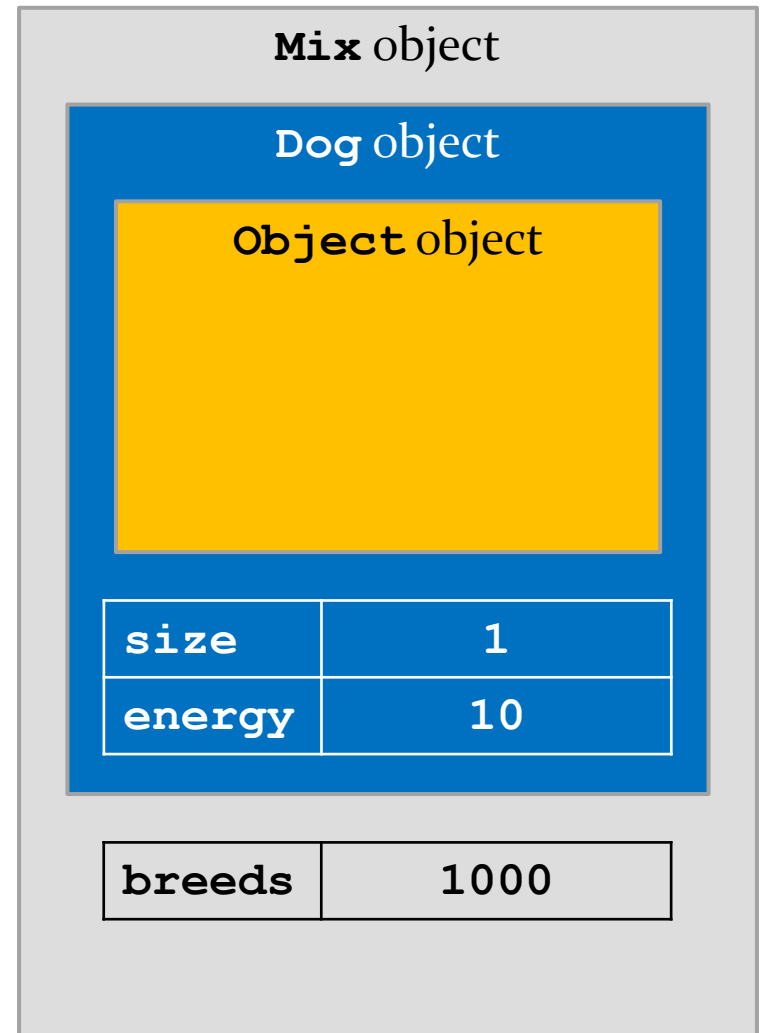 Mix object
Dog object
Object object
size 1
energy 10
breeds 1000